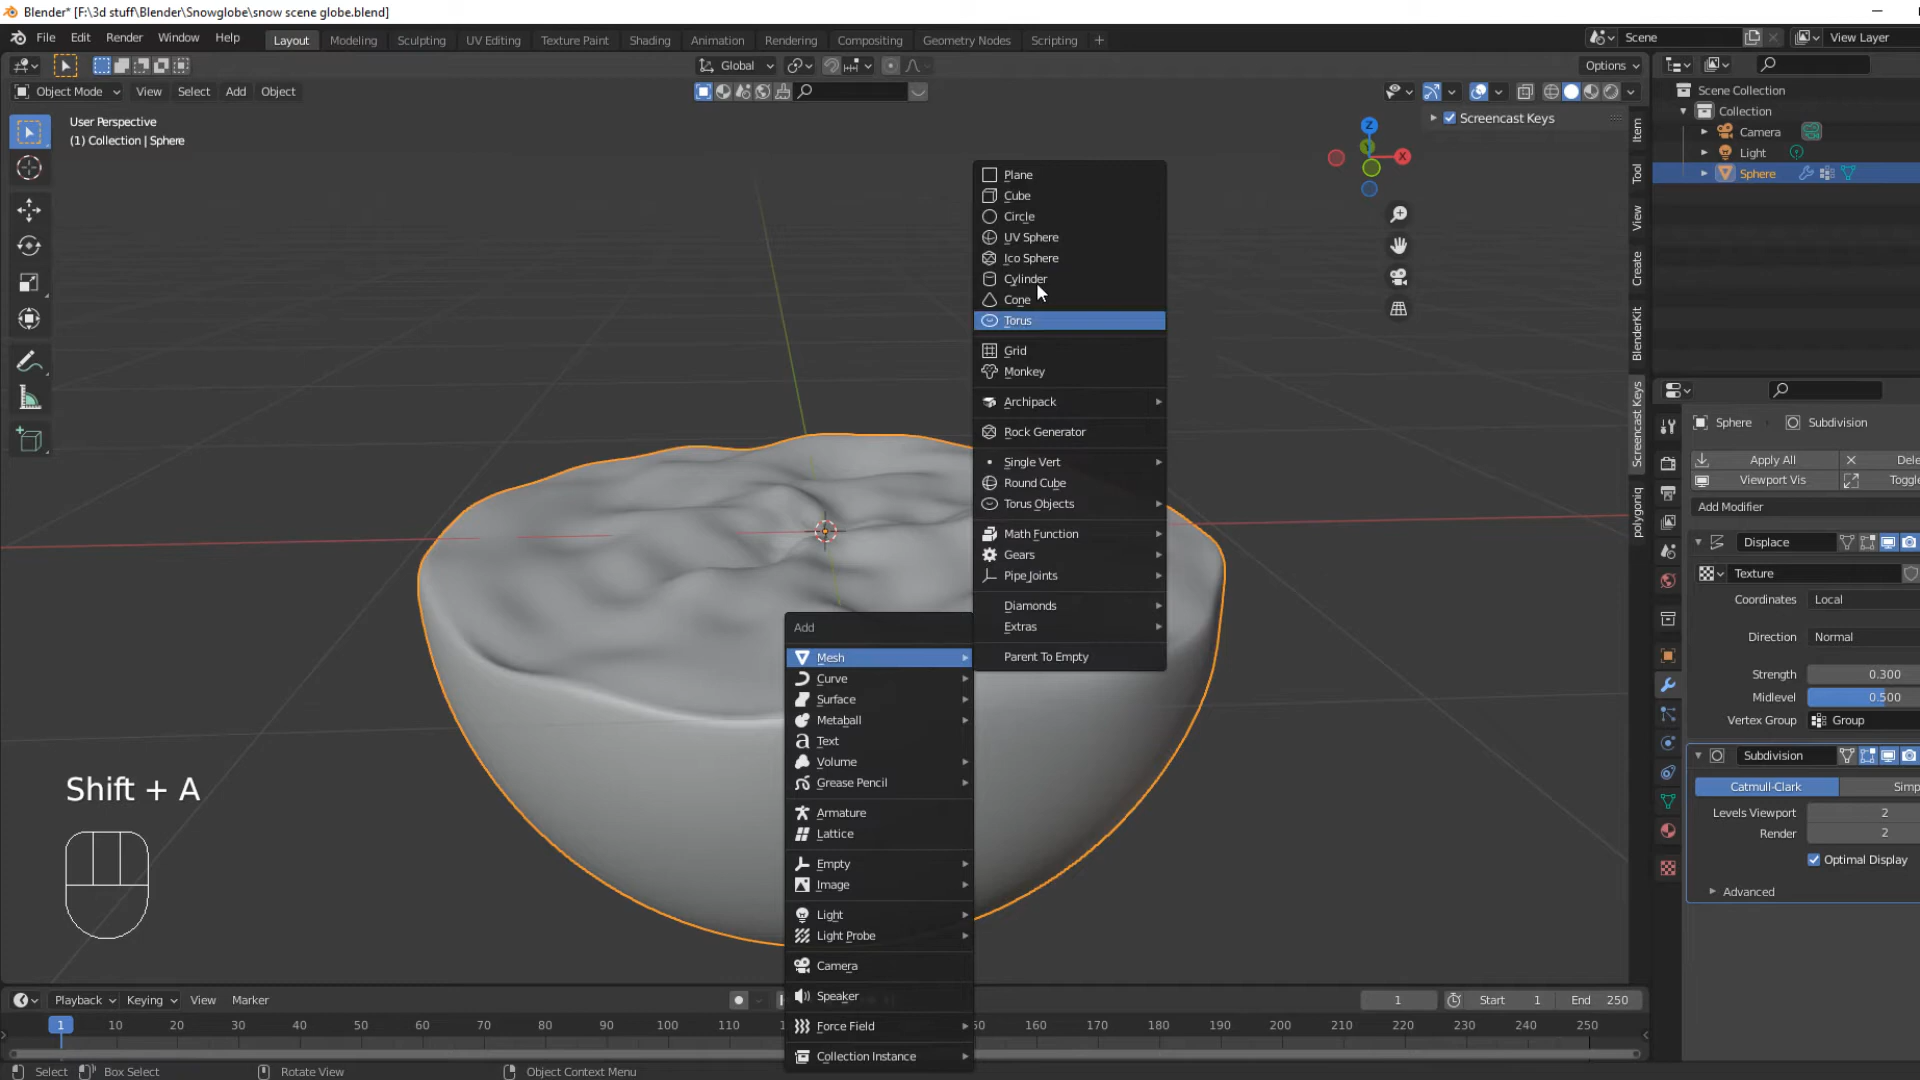 Blender* [F:\3d stuff\Blender\Snowglobe\snow scene globe.blend]
File Edit Render Window Help Layout Modeling Sculpting UV Editing Texture Paint Shading Animation Rendering Compositing Geometry Nodes Scripting + Scene View Layer
Global Options
Object Mode View Select Add Object
User Perspective
(1) Collection | Sphere
Screencast Keys
Z
Y
X
Item
Tool
View
Create
BlenderKit
Screencast Keys
polygoniq
Scene Collection
Collection
Camera
Light
Sphere
Plane
Cube
Circle
UV Sphere
Ico Sphere
Cylinder
Cone
Torus
Grid
Monkey
Archipack
Rock Generator
Single Vert
Round Cube
Torus Objects
Math Function
Gears
Pipe Joints
Diamonds
Extras
Parent To Empty
Add
Mesh
Curve
Surface
Metaball
Text
Volume
Grease Pencil
Armature
Lattice
Empty
Image
Light
Light Probe
Camera
Speaker
Force Field
Collection Instance
Shift + A
Sphere Subdivision
Apply All Dele
Viewport Vis Toggle
Add Modifier
Displace
Texture
Coordinates Local
Direction Normal
Strength 0.300
Midlevel 0.500
Vertex Group Group
Subdivision
Catmull-Clark Simp
Levels Viewport 2
Render 2
Optimal Display
Advanced
Playback Keying View Marker 1 Start 1 End 250
1 10 20 30 40 50 60 70 80 90 100 110 50 160 170 180 190 200 210 220 230 240 250
Select Box Select Rotate View Object Context Menu